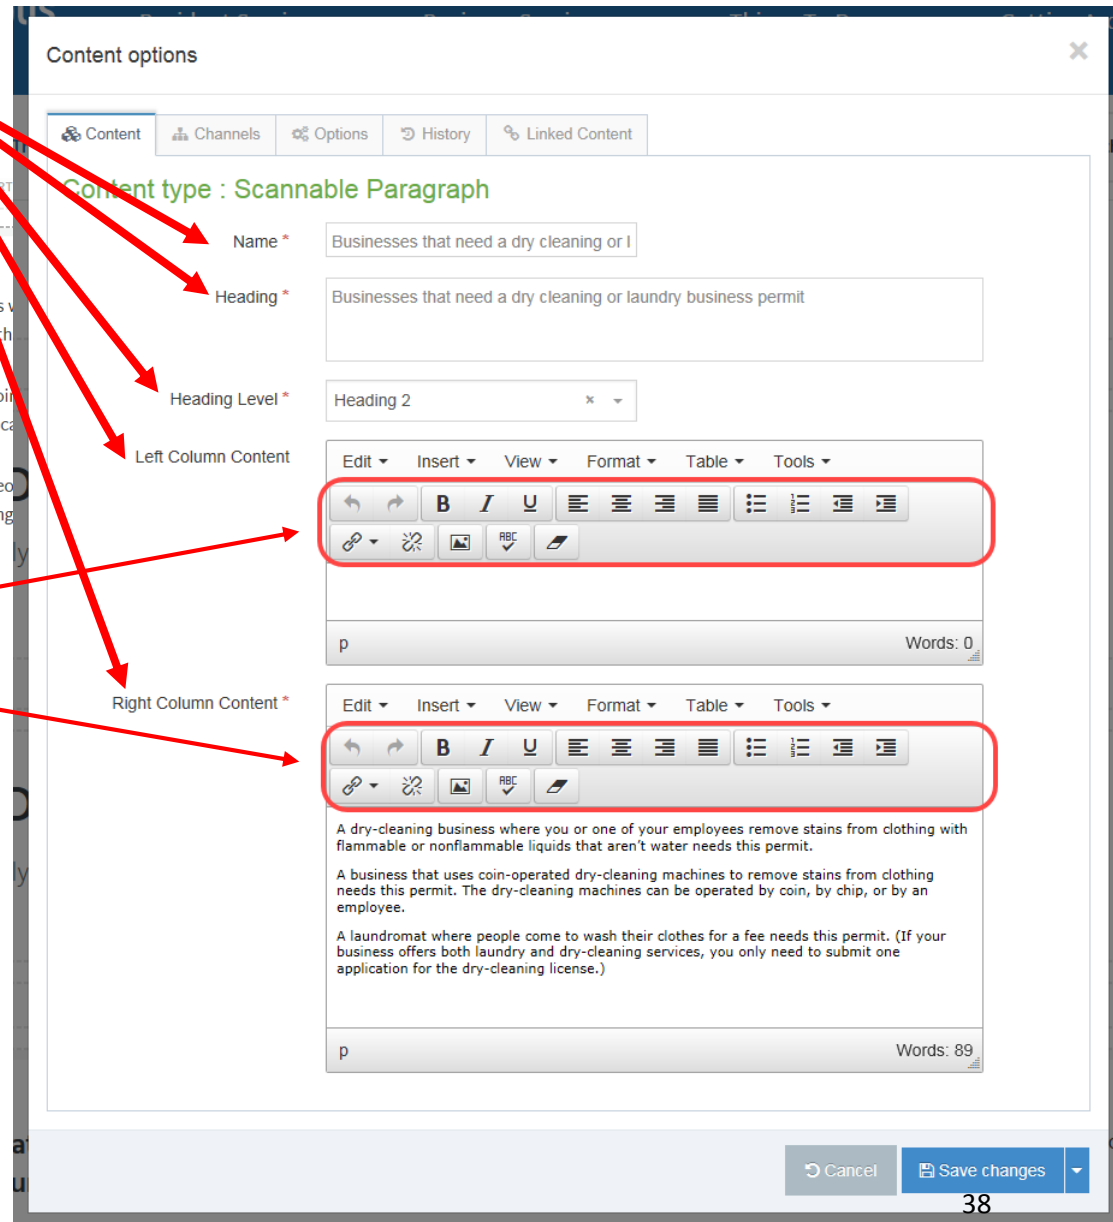 Content options
Content
Channels
Options
History
Linked Content
Content type : Scannable Paragraph
Name *
Businesses that need a dry cleaning or l
Heading *
Businesses that need a dry cleaning or laundry business permit
Heading Level *
Heading 2
Left Column Content
Edit Insert View Format Table Tools
B I U
ABC
p
Words: 0
Right Column Content *
Edit Insert View Format Table Tools
B I U
ABC
A dry-cleaning business where you or one of your employees remove stains from clothing with
flammable or nonflammable liquids that aren't water needs this permit.
A business that uses coin-operated dry-cleaning machines to remove stains from clothing
needs this permit. The dry-cleaning machines can be operated by coin, by chip, or by an
employee.
A laundromat where people come to wash their clothes for a fee needs this permit. (If your
business offers both laundry and dry-cleaning services, you only need to submit one
application for the dry-cleaning license.)
p
Words: 89
Cancel
Save changes
38